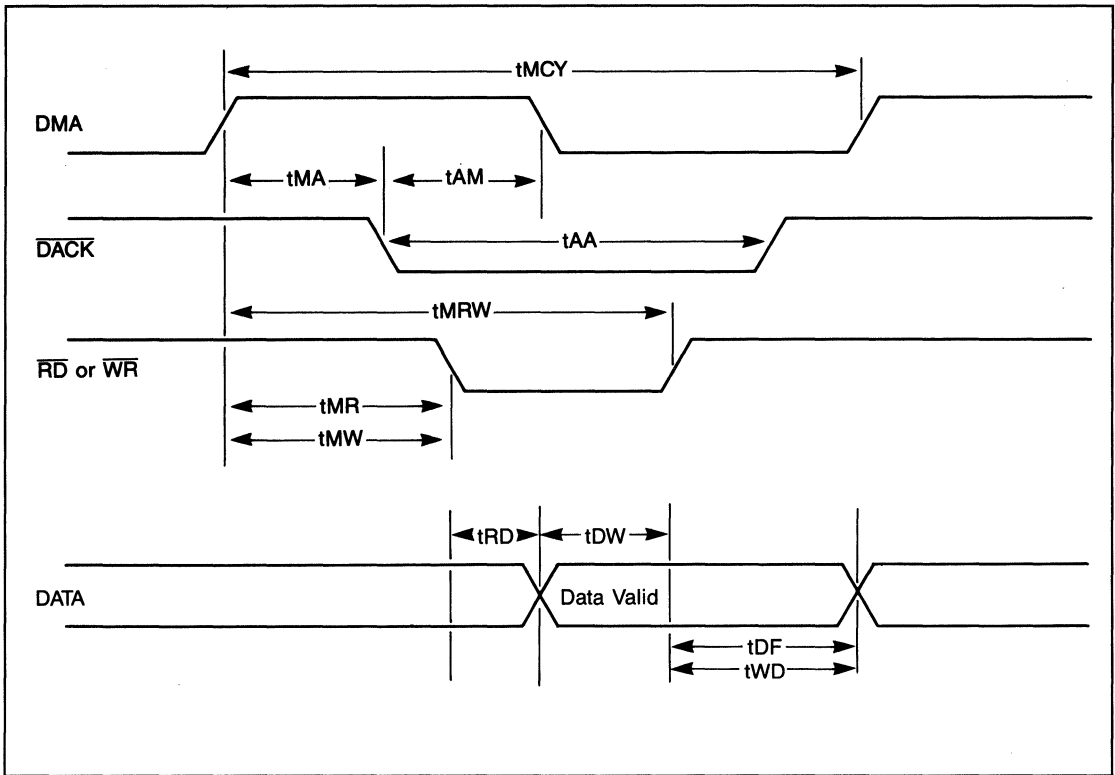 tMCY
DMA
tMA
tAM
DACK
tAA
tMRW
RD or WR
tMR
tMW
tRD
tDW
DATA
Data Valid
tDF
tWD